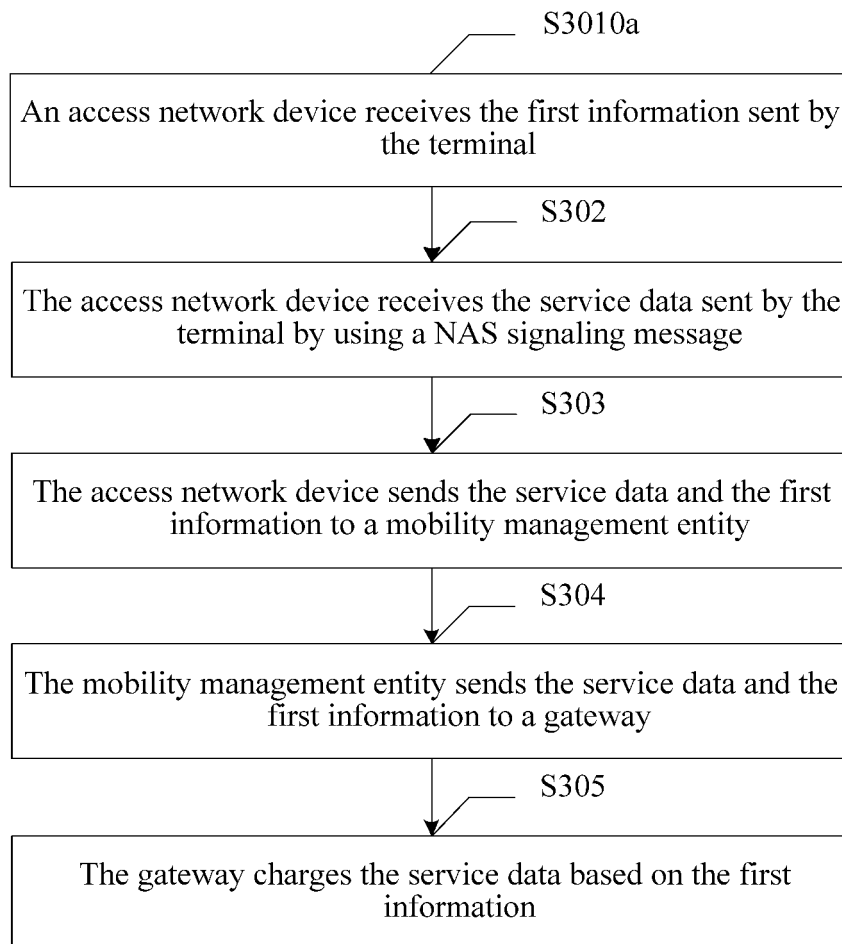 S3010a
An access network device receives the first information sent by
the terminal
S302
The access network device receives the service data sent by the
terminal by using a NAS signaling message
S303
The access network device sends the service data and the first
information to a mobility management entity
S304
The mobility management entity sends the service data and the
first information to a gateway
S305
The gateway charges the service data based on the first
information